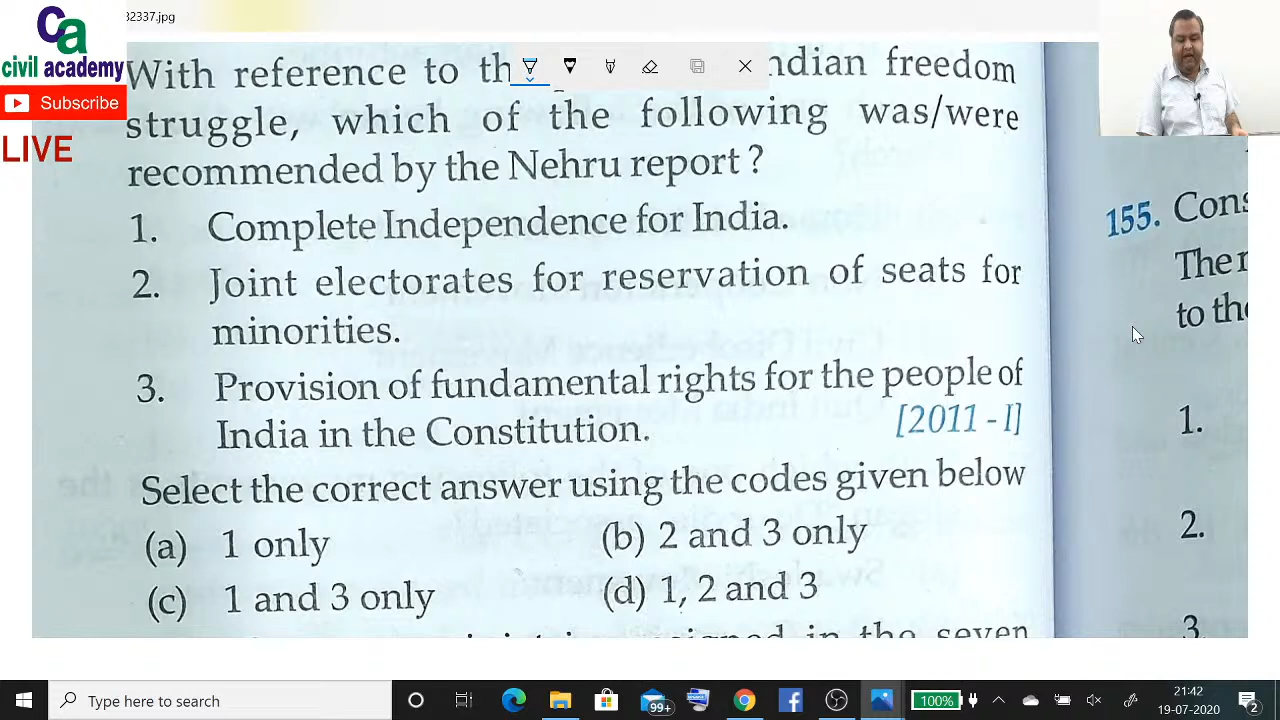 ca
civil academy
Subscribe
LIVE
32337.jpg
With reference to th ndian freedom
struggle, which of the following was/were
recommended by the Nehru report ?
1. Complete Independence for India.
2. Joint electorates for reservation of seats for
minorities.
3. Provision of fundamental rights for the people of
India in the Constitution. [2011 - I]
Select the correct answer using the codes given below
(a) 1 only (b) 2 and 3 only
(c) 1 and 3 only (d) 1, 2 and 3
in the seven
155. Cons
The
to the
1.
2.
3.
Type here to search
99+
100%
21:42
19-07-2020
2